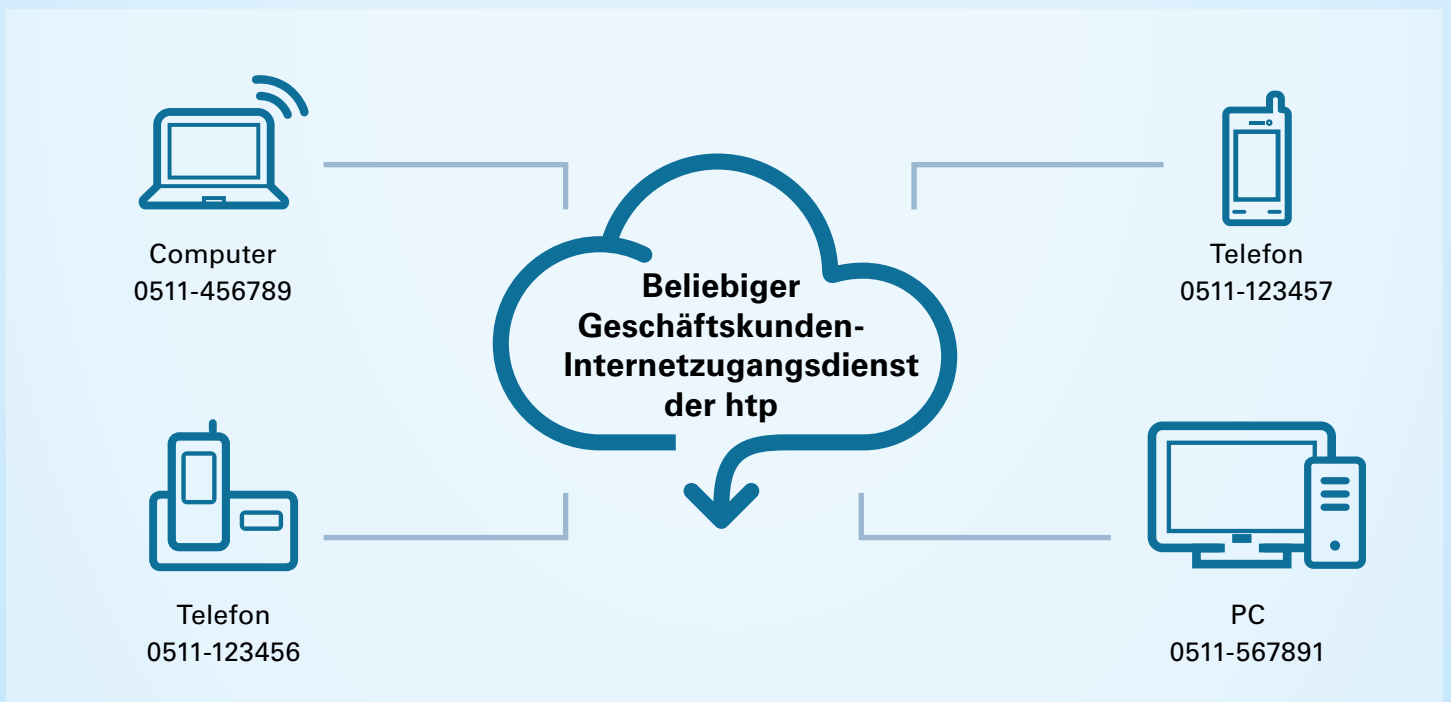 Computer
0511-456789
Telefon
0511-123457
Beliebiger
Geschäftskunden-
Internetzugangsdienst
der htp
Telefon
0511-123456
PC
0511-567891